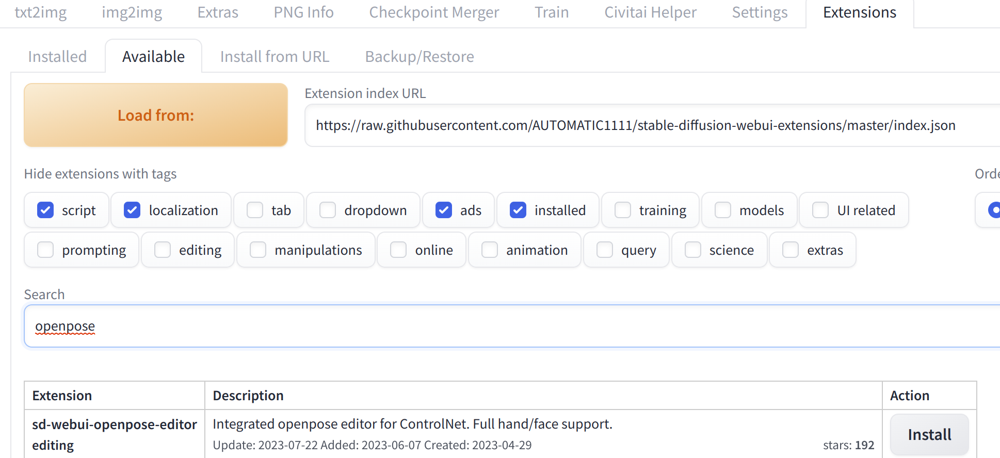 txt2img img2img Extras PNG Info Checkpoint Merger Train Civitai Helper Settings Extensions
Installed Available Install from URL Backup/Restore
Extension index URL
Load from:
https://raw.githubusercontent.com/AUTOMATIC1111/stable-diffusion-webui-extensions/master/index.json
Hide extensions with tags
script localization tab dropdown ads installed training models UI related
prompting editing manipulations online animation query science extras
Search
openpose
Extension Description Action
sd-webui-openpose-editor Integrated openpose editor for ControlNet. Full hand/face support.
Install
editing Update: 2023-07-22 Added: 2023-06-07 Created: 2023-04-29 stars: 192